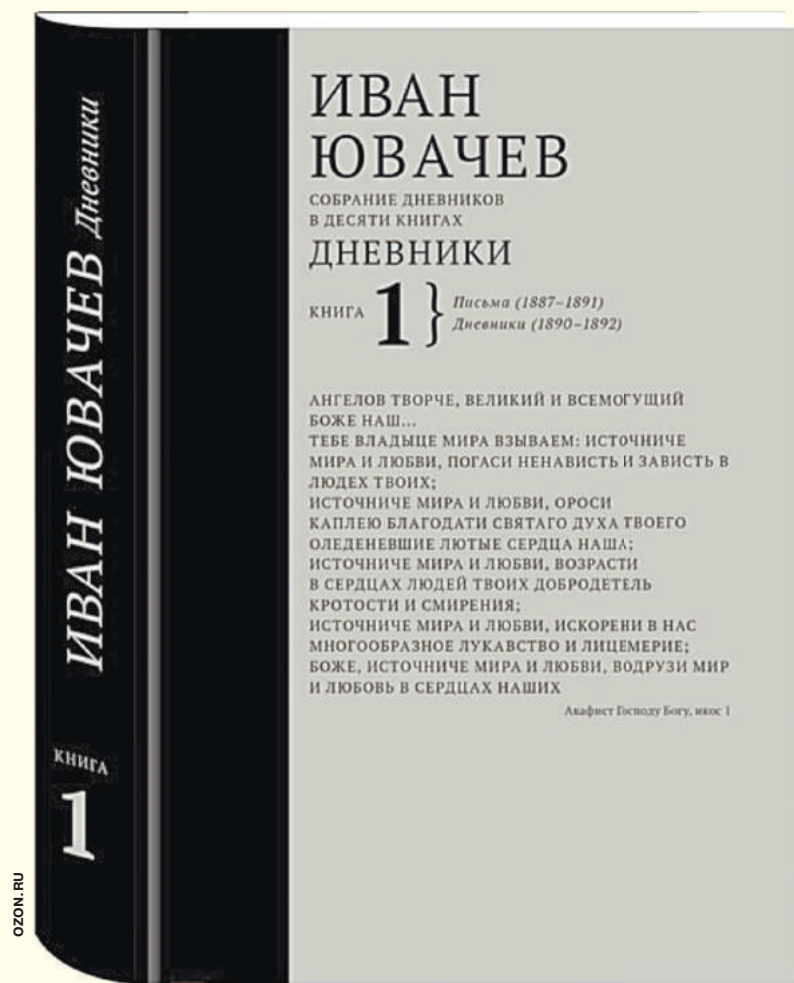 ИВАН ЮВАЧЕВ Дневники
КНИГА
1
ИВАН
ЮВАЧЕВ
СОБРАНИЕ ДНЕВНИКОВ
В ДЕСЯТИ КНИГАХ
ДНЕВНИКИ
КНИГА 1 } Письма (1887–1891)
Дневники (1890–1892)
АНГЕЛОВ ТВОРЧЕ, ВЕЛИКИЙ И ВСЕМОГУЩИЙ
БОЖЕ НАШ...
ТЕБЕ ВЛАДЫЦЕ МИРА ВЗЫВАЕМ: ИСТОЧНИЧЕ
МИРА И ЛЮБВИ, ПОГАСИ НЕНАВИСТЬ И ЗАВИСТЬ В
ЛЮДЕХ ТВОИХ;
ИСТОЧНИЧЕ МИРА И ЛЮБВИ, ОРОСИ
КАПЛЕЮ БЛАГОДАТИ СВЯТАГО ДУХА ТВОЕГО
ОЛЕДЕНЕВШИЕ ЛЮТЫЕ СЕРДЦА НАША;
ИСТОЧНИЧЕ МИРА И ЛЮБВИ, ВОЗРАСТИ
В СЕРДЦАХ ЛЮДЕЙ ТВОИХ ДОБРОДЕТЕЛЬ
КРОТОСТИ И СМИРЕНИЯ;
ИСТОЧНИЧЕ МИРА И ЛЮБВИ, ИСКОРЕНИ В НАС
МНОГООБРАЗНОЕ ЛУКАВСТВО И ЛИЦЕМЕРИЕ;
БОЖЕ, ИСТОЧНИЧЕ МИРА И ЛЮБВИ, ВОДРУЗИ МИР
И ЛЮБОВЬ В СЕРДЦАХ НАШИХ
Акафист Господу Богу, икос 1
OZON.RU